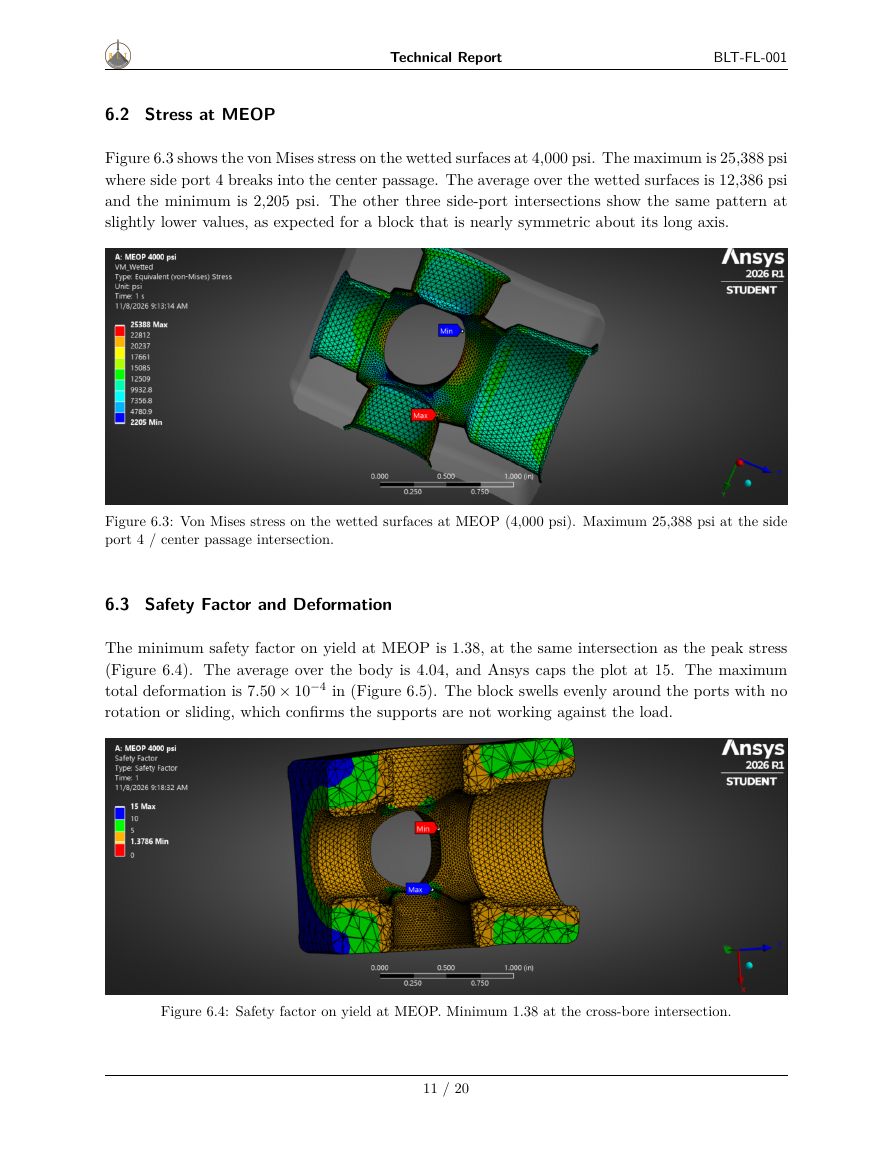 Technical Report
BLT-FL-001
6.2 Stress at MEOP
Figure 6.3 shows the von Mises stress on the wetted surfaces at 4,000 psi. The maximum is 25,388 psi
where side port 4 breaks into the center passage. The average over the wetted surfaces is 12,386 psi
and the minimum is 2,205 psi. The other three side-port intersections show the same pattern at
slightly lower values, as expected for a block that is nearly symmetric about its long axis.
A: MEOP 4000 psi
VM_Wetted
Type: Equivalent (von-Mises) Stress
Unit: psi
Time: 1 s
11/8/2026 9:13:14 AM
25388 Max
22812
20237
17661
15085
12509
9932.8
7356.8
4780.9
2205 Min
Ansys
2026 R1
STUDENT
Min
Max
0.000 0.500 1.000 (in)
0.250 0.750
Y
Figure 6.3: Von Mises stress on the wetted surfaces at MEOP (4,000 psi). Maximum 25,388 psi at the side
port 4 / center passage intersection.
6.3 Safety Factor and Deformation
The minimum safety factor on yield at MEOP is 1.38, at the same intersection as the peak stress
(Figure 6.4). The average over the body is 4.04, and Ansys caps the plot at 15. The maximum
total deformation is 7.50 × 10⁻⁴ in (Figure 6.5). The block swells evenly around the ports with no
rotation or sliding, which confirms the supports are not working against the load.
A: MEOP 4000 psi
Safety Factor
Type: Safety Factor
Time: 1
11/8/2026 9:18:32 AM
15 Max
10
5
1.3786 Min
0
Ansys
2026 R1
STUDENT
Min
Max
0.000 0.500 1.000 (in)
0.250 0.750
X
Figure 6.4: Safety factor on yield at MEOP. Minimum 1.38 at the cross-bore intersection.
11 / 20